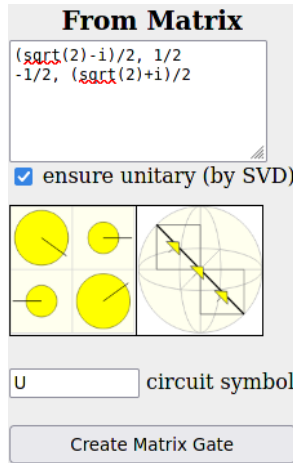 From Matrix
(sqrt(2)-i)/2, 1/2
-1/2, (sqrt(2)+i)/2
ensure unitary (by SVD)
U
circuit symbol
Create Matrix Gate